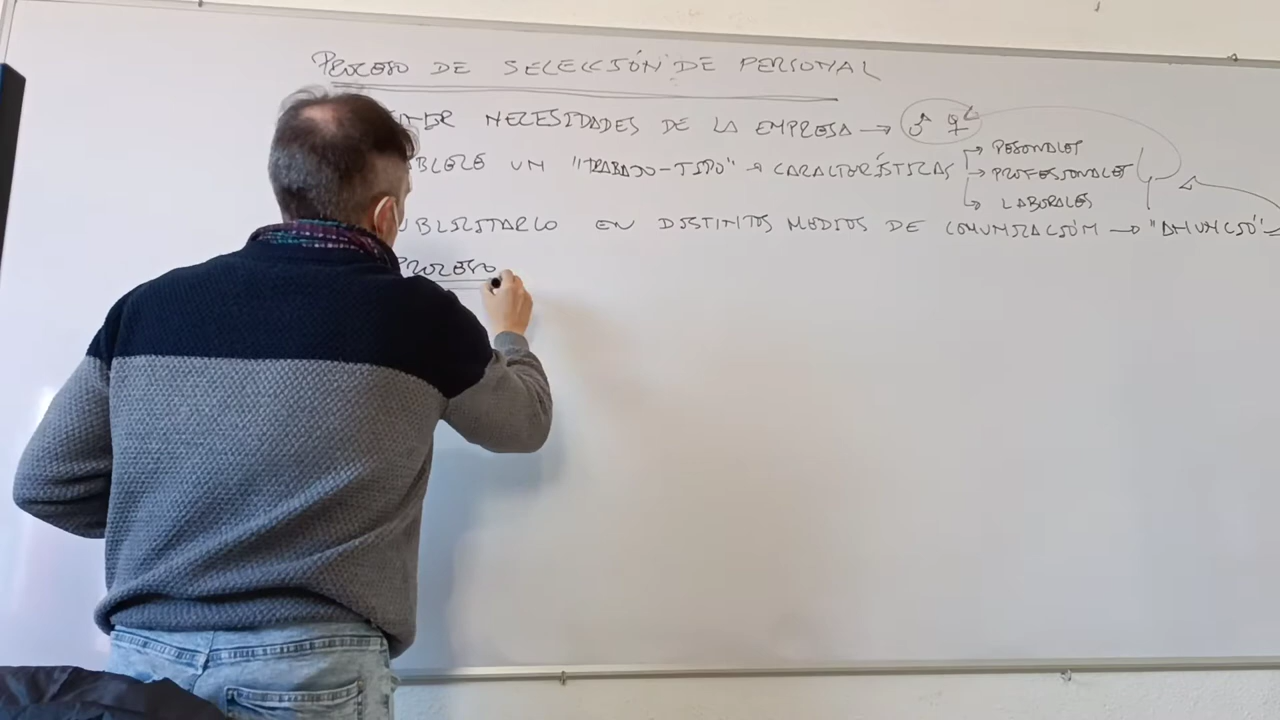 PROCESO DE SELECCIÓN DE PERSONAL
NECESIDADES DE LA EMPRESA → ♂ ♀
UN "TRABAJO-TIPO" → CARACTERÍSTICAS → PERSONALES
→ PROFESIONALES
→ LABORALES
EN DISTINTOS MEDIOS DE COMUNICACIÓN → "ANUNCIO"
PROCESO